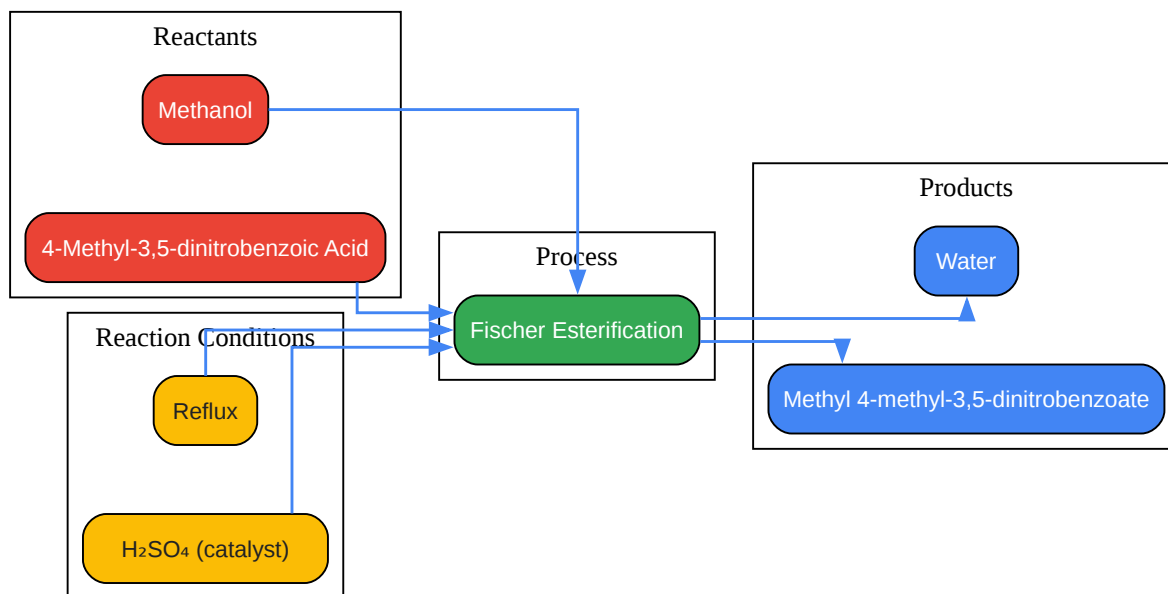 Reactants
Methanol
4-Methyl-3,5-dinitrobenzoic Acid
Reaction Conditions
Reflux
H₂SO₄ (catalyst)
Process
Fischer Esterification
Products
Water
Methyl 4-methyl-3,5-dinitrobenzoate